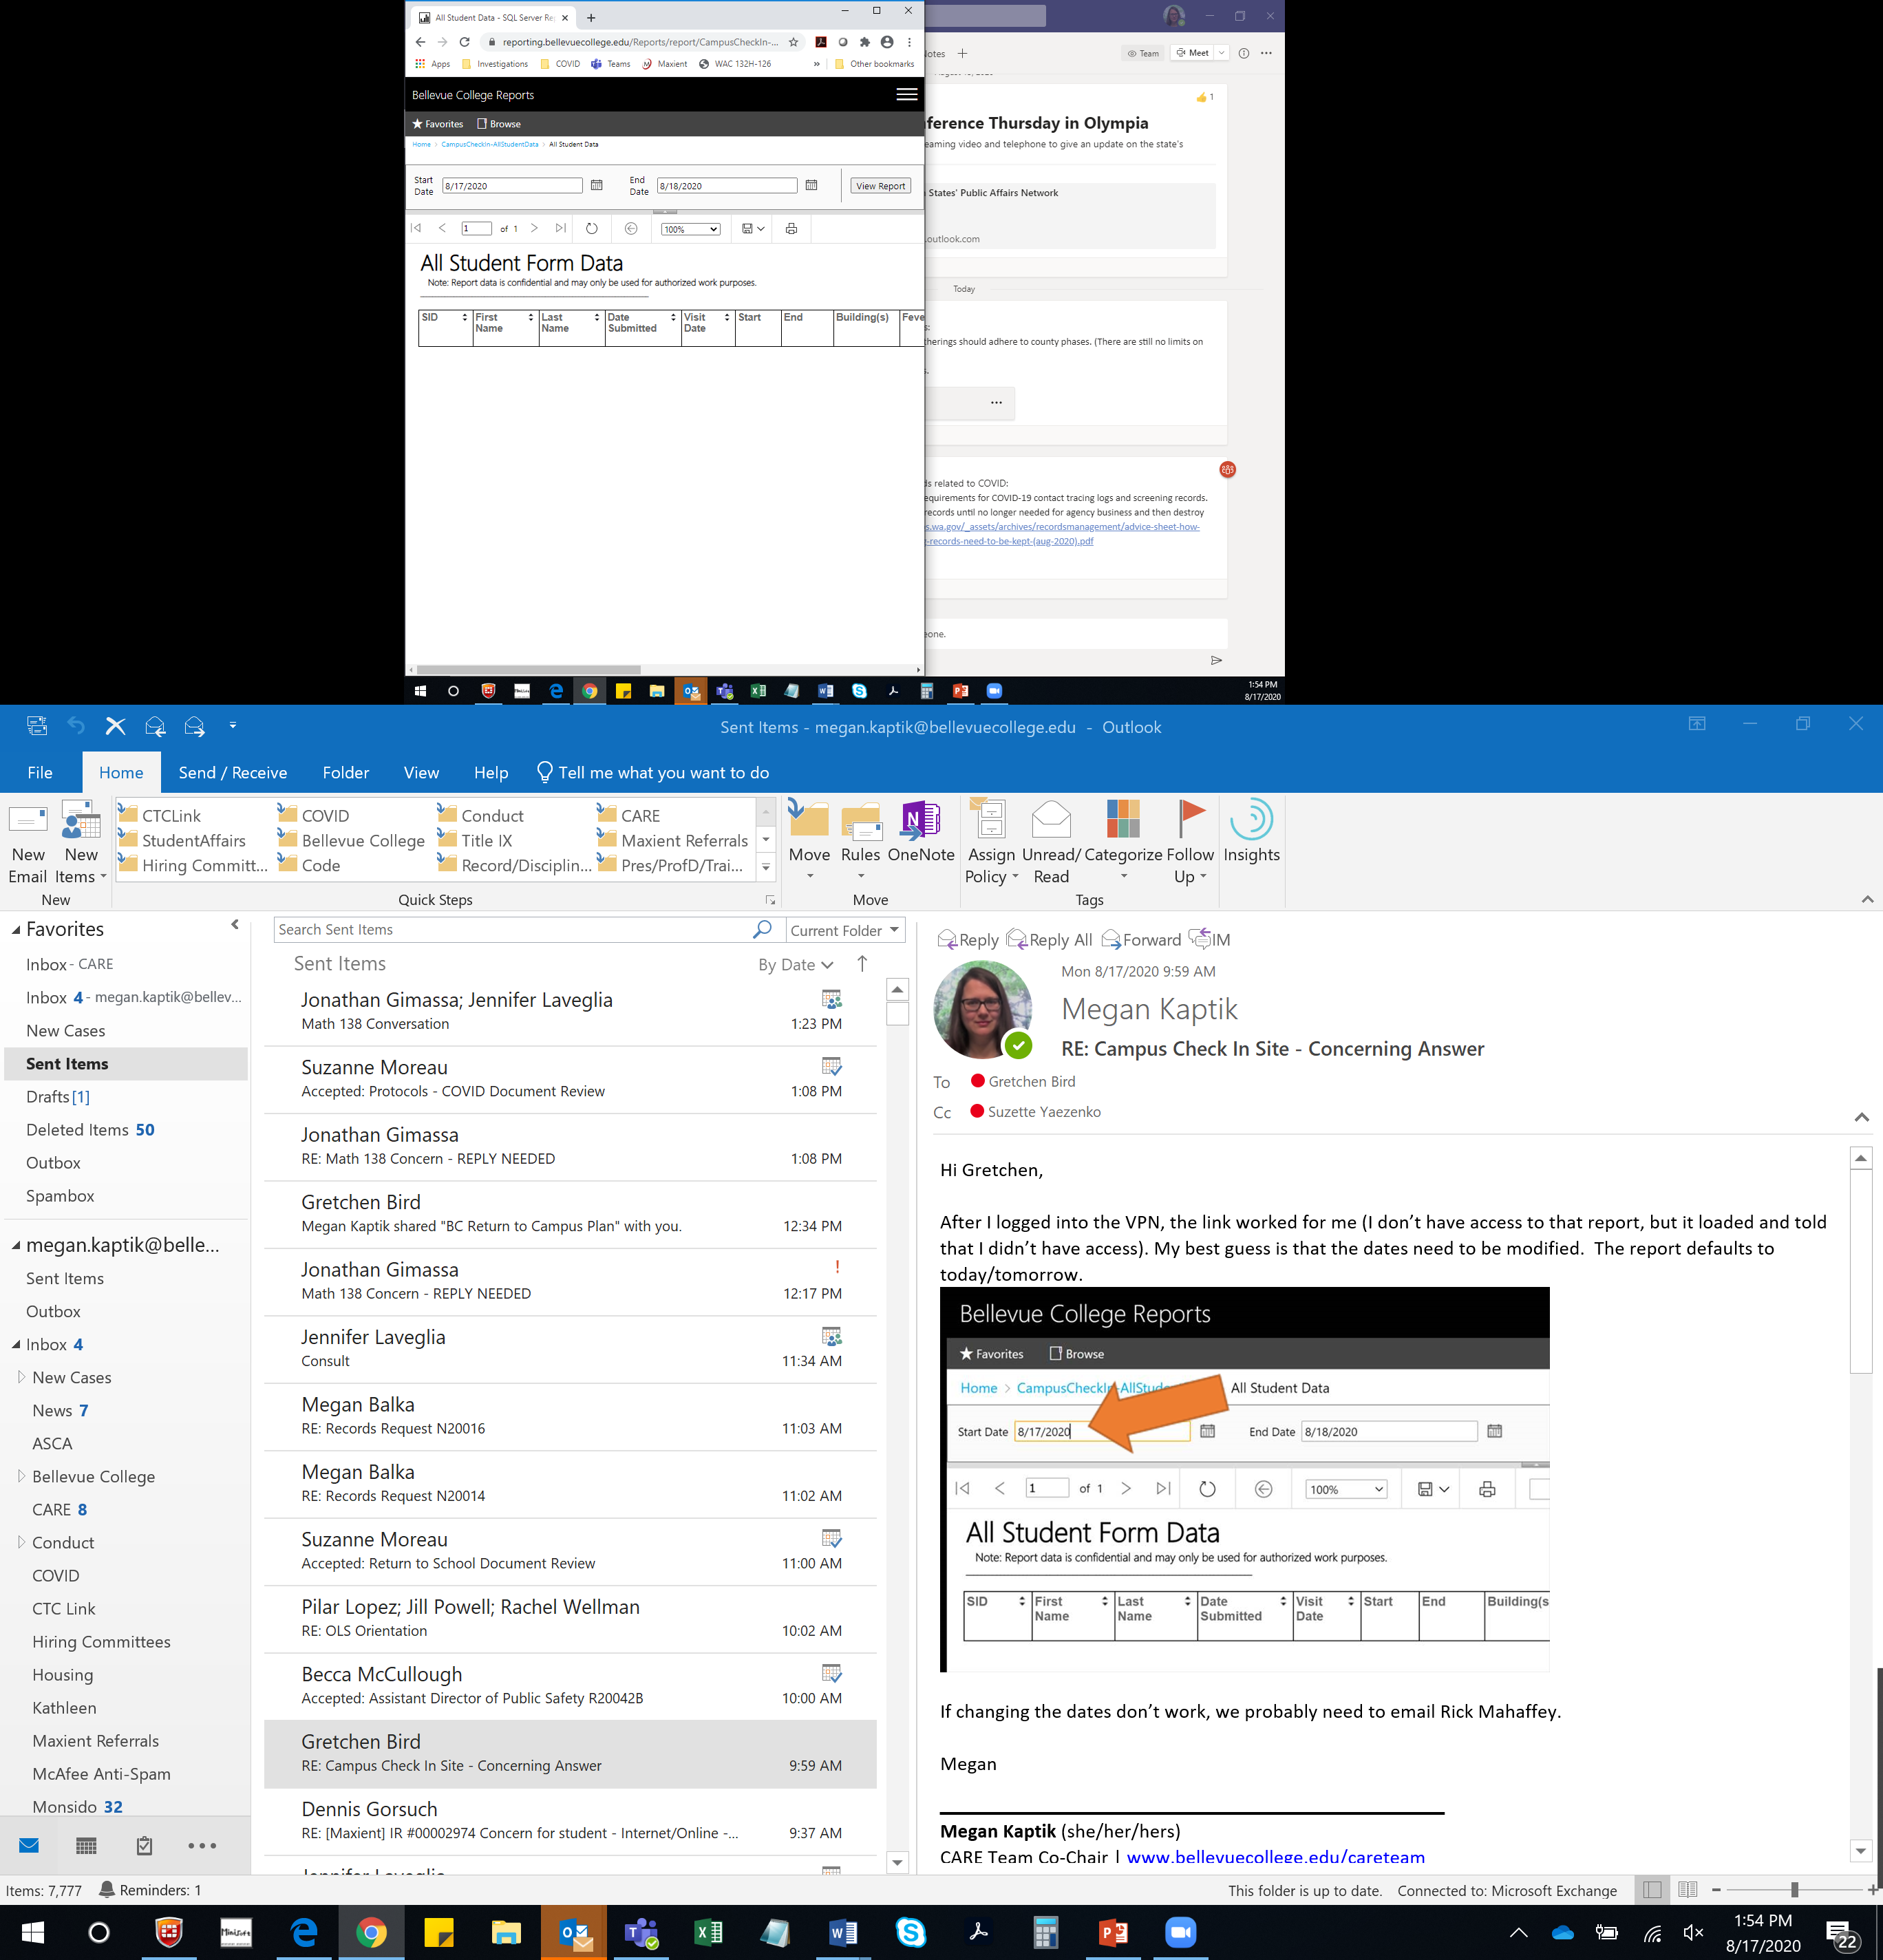 All Student Data - SQL Server Re
reporting.bellevuecollege.edu/Reports/report/CampusCheckIn-...
Apps Investigations COVID Teams Maxient WAC 132H-126 » Other bookmarks
Bellevue College Reports
Favorites Browse
Home > CampusCheckIn-AllStudentData > All Student Data
Start Date 8/17/2020 End Date 8/18/2020 View Report
1 of 1 100%
All Student Form Data
Note: Report data is confidential and may only be used for authorized work purposes.
SID First Name Last Name Date Submitted Visit Date Start End Building(s) Feve
otes + Team Meet
1
ference Thursday in Olympia
eaming video and telephone to give an update on the state's
States' Public Affairs Network
.outlook.com
Today
s:
herings should adhere to county phases. (There are still no limits on
s.
ds related to COVID:
equirements for COVID-19 contact tracing logs and screening records.
records until no longer needed for agency business and then destroy
s.wa.gov/_assets/archives/recordsmanagement/advice-sheet-how-
-records-need-to-be-kept-(aug-2020).pdf
one.
1:54 PM
8/17/2020
Sent Items - megan.kaptik@bellevuecollege.edu - Outlook
File Home Send / Receive Folder View Help Tell me what you want to do
New Email
New Items
CTCLink COVID Conduct CARE
StudentAffairs Bellevue College Title IX Maxient Referrals
Hiring Committ... Code Record/Disciplin... Pres/ProfD/Trai...
Move Rules OneNote
Assign Policy Unread/ Read Categorize Follow Up Insights
New Quick Steps Move Tags
Favorites
Inbox - CARE
Inbox 4 - megan.kaptik@bellev...
New Cases
Sent Items
Drafts [1]
Deleted Items 50
Outbox
Spambox
megan.kaptik@belle...
Sent Items
Outbox
Inbox 4
New Cases
News 7
ASCA
Bellevue College
CARE 8
Conduct
COVID
CTC Link
Hiring Committees
Housing
Kathleen
Maxient Referrals
McAfee Anti-Spam
Monsido 32
Search Sent Items Current Folder
Sent Items By Date
Jonathan Gimassa; Jennifer Laveglia
Math 138 Conversation 1:23 PM
Suzanne Moreau
Accepted: Protocols - COVID Document Review 1:08 PM
Jonathan Gimassa
RE: Math 138 Concern - REPLY NEEDED 1:08 PM
Gretchen Bird
Megan Kaptik shared "BC Return to Campus Plan" with you. 12:34 PM
Jonathan Gimassa !
Math 138 Concern - REPLY NEEDED 12:17 PM
Jennifer Laveglia
Consult 11:34 AM
Megan Balka
RE: Records Request N20016 11:03 AM
Megan Balka
RE: Records Request N20014 11:02 AM
Suzanne Moreau
Accepted: Return to School Document Review 11:00 AM
Pilar Lopez; Jill Powell; Rachel Wellman
RE: OLS Orientation 10:02 AM
Becca McCullough
Accepted: Assistant Director of Public Safety R20042B 10:00 AM
Gretchen Bird
RE: Campus Check In Site - Concerning Answer 9:59 AM
Dennis Gorsuch
RE: [Maxient] IR #00002974 Concern for student - Internet/Online -... 9:37 AM
Reply Reply All Forward IM
Mon 8/17/2020 9:59 AM
Megan Kaptik
RE: Campus Check In Site - Concerning Answer
To Gretchen Bird
Cc Suzette Yaezenko
Hi Gretchen,
After I logged into the VPN, the link worked for me (I don't have access to that report, but it loaded and told
that I didn't have access). My best guess is that the dates need to be modified. The report defaults to
today/tomorrow.
Bellevue College Reports
Favorites Browse
Home > CampusCheckIn-AllStude All Student Data
Start Date 8/17/2020 End Date 8/18/2020
1 of 1 100%
All Student Form Data
Note: Report data is confidential and may only be used for authorized work purposes.
SID First Name Last Name Date Submitted Visit Date Start End Building(s
If changing the dates don't work, we probably need to email Rick Mahaffey.
Megan
Megan Kaptik (she/her/hers)
CARE Team Co-Chair | www.bellevuecollege.edu/careteam
Items: 7,777 Reminders: 1 This folder is up to date. Connected to: Microsoft Exchange
MiniSoft
1:54 PM
8/17/2020
22